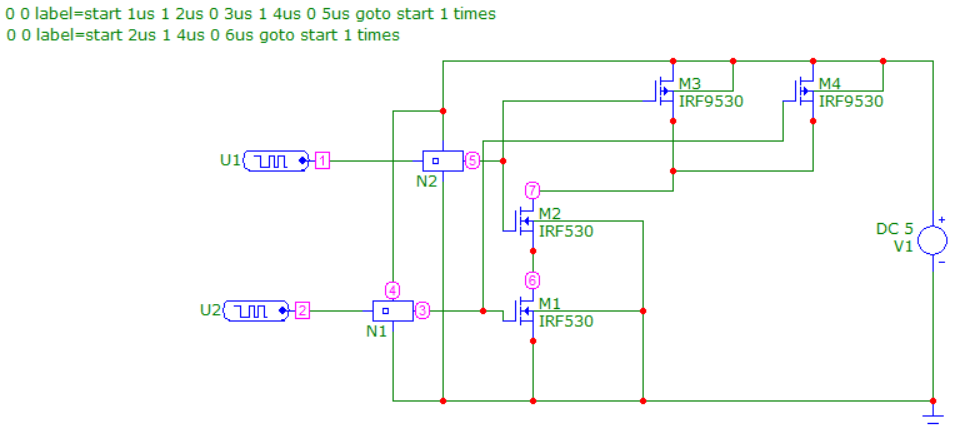 0 0 label=start 1us 1 2us 0 3us 1 4us 0 5us goto start 1 times
0 0 label=start 2us 1 4us 0 6us goto start 1 times
M3
IRF9530
M4
IRF9530
U1
1
5
N2
7
M2
IRF530
DC 5
V1
+
-
6
4
U2
2
3
N1
M1
IRF530